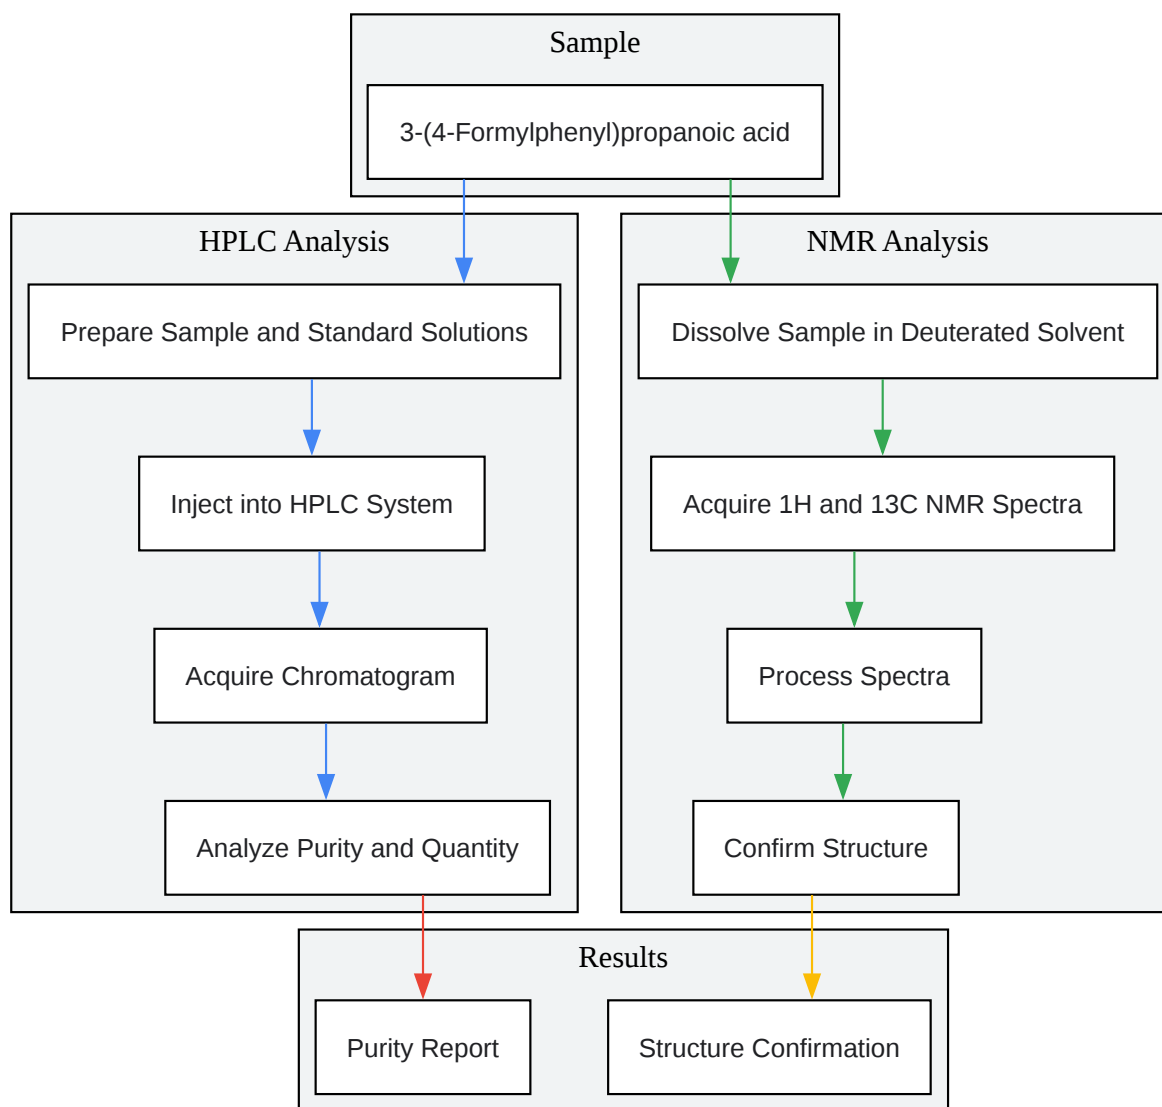 Sample
3-(4-Formylphenyl)propanoic acid
HPLC Analysis
Prepare Sample and Standard Solutions
Inject into HPLC System
Acquire Chromatogram
Analyze Purity and Quantity
NMR Analysis
Dissolve Sample in Deuterated Solvent
Acquire 1H and 13C NMR Spectra
Process Spectra
Confirm Structure
Results
Purity Report
Structure Confirmation